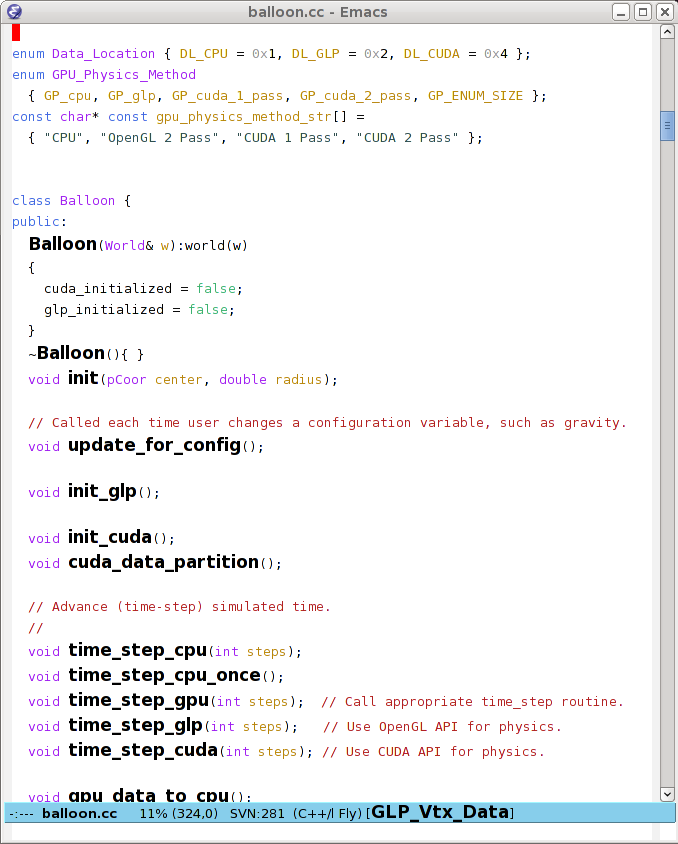 balloon.cc - Emacs
enum Data_Location { DL_CPU = 0x1, DL_GLP = 0x2, DL_CUDA = 0x4 };
enum GPU_Physics_Method
  { GP_cpu, GP_glp, GP_cuda_1_pass, GP_cuda_2_pass, GP_ENUM_SIZE };
const char* const gpu_physics_method_str[] =
  { "CPU", "OpenGL 2 Pass", "CUDA 1 Pass", "CUDA 2 Pass" };
class Balloon {
public:
  Balloon(World& w):world(w)
  {
    cuda_initialized = false;
    glp_initialized = false;
  }
  ~Balloon(){ }
  void init(pCoor center, double radius);
  // Called each time user changes a configuration variable, such as gravity.
  void update_for_config();
  void init_glp();
  void init_cuda();
  void cuda_data_partition();
  // Advance (time-step) simulated time.
  //
  void time_step_cpu(int steps);
  void time_step_cpu_once();
  void time_step_gpu(int steps);  // Call appropriate time_step routine.
  void time_step_glp(int steps);   // Use OpenGL API for physics.
  void time_step_cuda(int steps); // Use CUDA API for physics.
  void gpu_data_to_cpu();
-:---  balloon.cc   11% (324,0)   SVN:281  (C++/l Fly) [GLP_Vtx_Data]